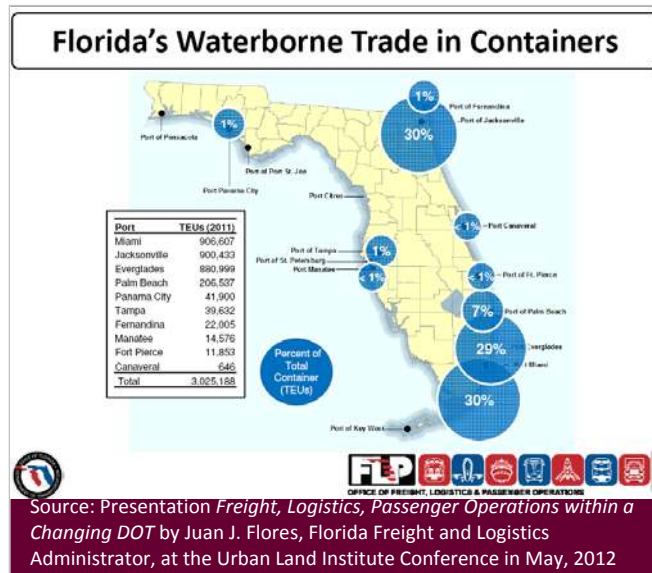 Florida's Waterborne Trade in Containers
1%
Port of Fernandina
Port of Jacksonville
30%
1%
Port of Pensacola
Port of Port St. Joe
Port Panama City
Port Citrus
Port TEUs (2011)
Miami 906,607
Jacksonville 900,433
Everglades 880,999
Palm Beach 206,537
Panama City 41,900
Tampa 39,632
Fernandina 22,005
Manatee 14,576
Fort Pierce 11,853
Canaveral 646
Total 3,025,188
< 1%
Port Canaveral
Port of Tampa
1%
Port of St. Petersburg
Port Manatee
< 1%
< 1%
Port of Ft. Pierce
7%
Port of Palm Beach
29%
Everglades
Miami
30%
Percent of
Total
Container
(TEUs)
Port of Key West
FLP
OFFICE OF FREIGHT, LOGISTICS & PASSENGER OPERATIONS
Source: Presentation Freight, Logistics, Passenger Operations within a
Changing DOT by Juan J. Flores, Florida Freight and Logistics
Administrator, at the Urban Land Institute Conference in May, 2012